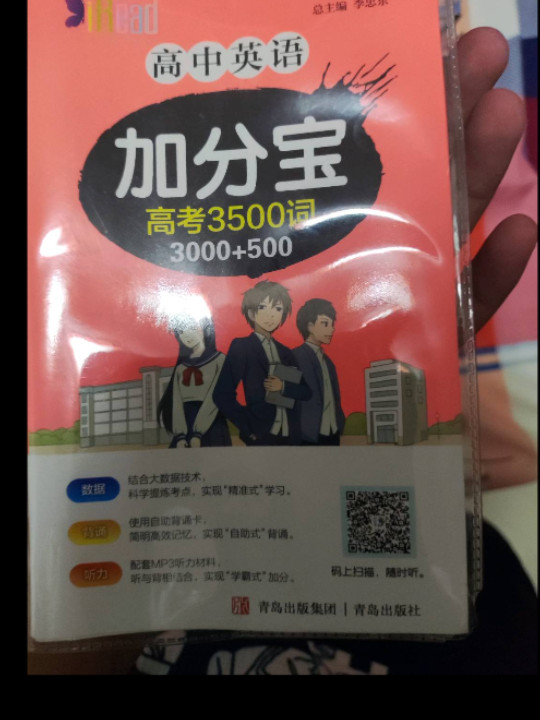 iRead
总主编 李忠东
高中英语
加分宝
高考3500词
3000+500
数据
结合大数据技术，
科学提炼考点，实现“精准式”学习。
背诵
使用自助背诵卡，
简明高效记忆，实现“自助式”背诵。
听力
配套MP3听力材料，
听与背相结合，实现“学霸式”加分。
码上扫描，随时听。
青岛出版集团 | 青岛出版社